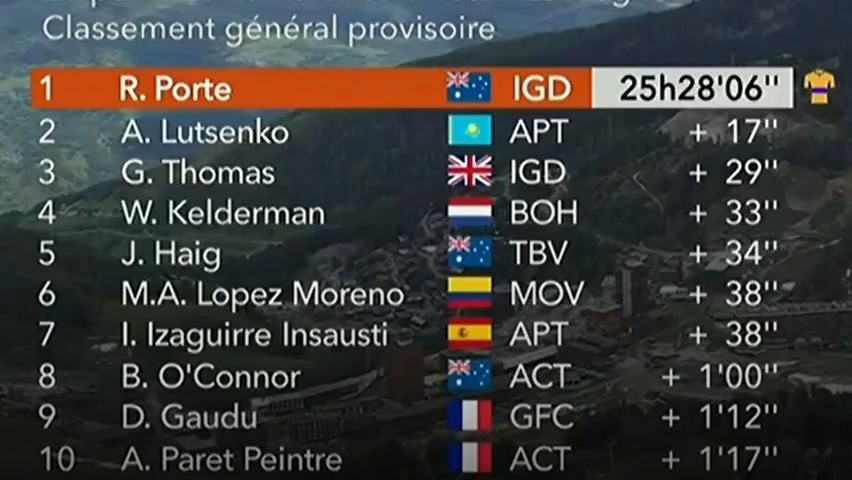 Classement général provisoire
1 R. Porte IGD 25h28'06''
2 A. Lutsenko APT + 17''
3 G. Thomas IGD + 29''
4 W. Kelderman BOH + 33''
5 J. Haig TBV + 34''
6 M.A. Lopez Moreno MOV + 38''
7 I. Izaguirre Insausti APT + 38''
8 B. O'Connor ACT + 1'00''
9 D. Gaudu GFC + 1'12''
10 A. Paret Peintre ACT + 1'17''